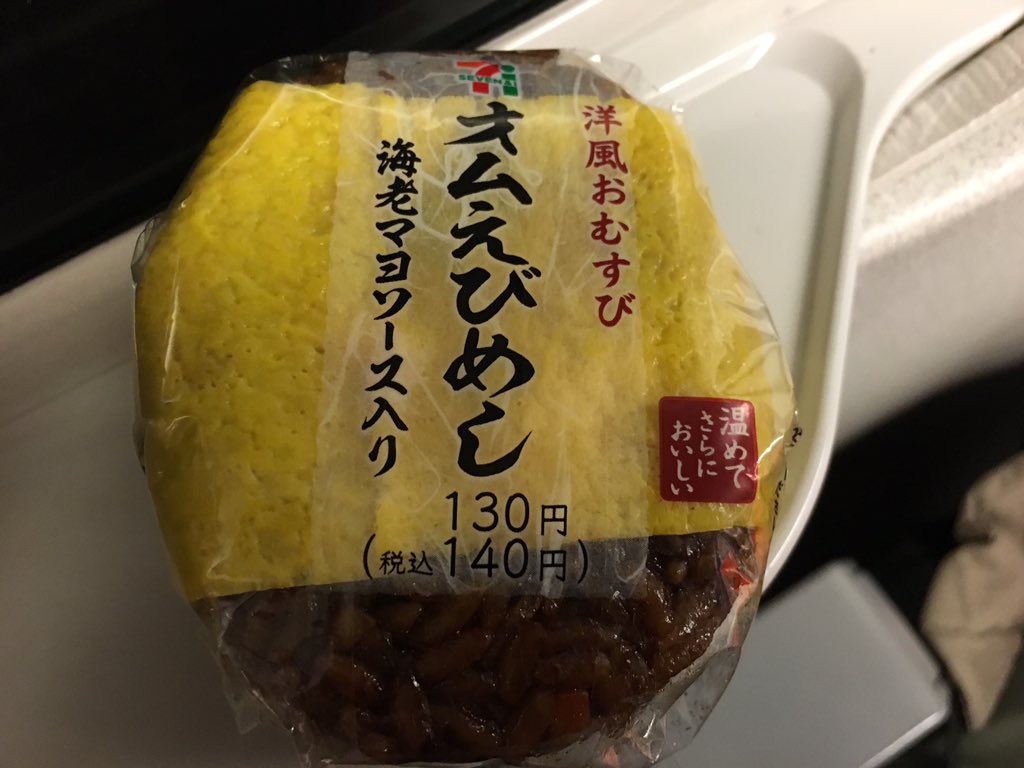 SEVEN&i
洋風おむすび
オムえびめし
海老マヨソース入り
130円
(税込140円)
温めて
さらに
おいしい